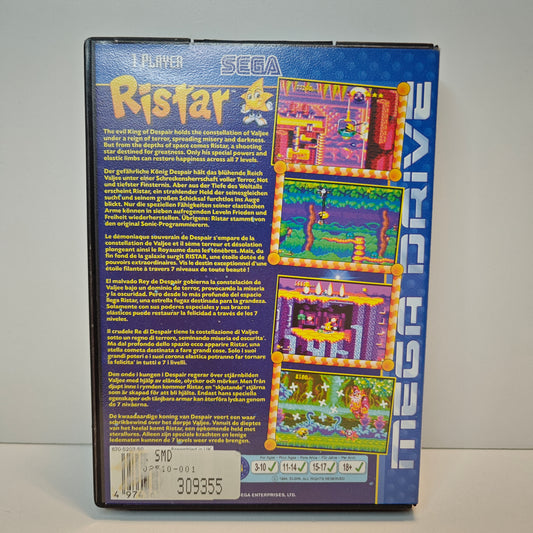 1 PLAYER
SEGA
Ristar
The evil King of Despair holds the constellation of Valjee
under a reign of terror, spreading misery and darkness.
But from the depths of space comes Ristar, a shooting
star destined for greatness. Only his special powers and
elastic limbs can restore happiness across all 7 levels.
Der gefährliche König Despair hält das blühende Reich
Valjee unter einer Schreckensherrschaft voller Terror, Not
und tiefster Finsternis. Aber aus der Tiefe des Weltalls
erscheint Ristar, ein strahlender Held der seinesgleichen
sucht und seinem großen Schicksal furchtlos ins Auge
blickt. Nur die speziellen Fähigkeiten seiner elastischen
Arme können in sieben aufregenden Leveln Frieden und
Freiheit wiederherstellen. Übrigens: Ristar stammt von
den original Sonic-Programmierern.
Le démoniaque souverain de Despair s'empare de la
constellation de Valjee et il sème terreur et désolation
plongeant ainsi le Royaume dans les ténèbres. Mais, du
fin fond de la galaxie surgit RISTAR, une étoile dotée de
pouvoirs extraordinaires. Vis le destin exceptionnel d'une
étoile filante à travers 7 niveaux de toute beauté !
El malvado Rey de Despair gobierna la constelación de
Valjee bajo un dominio de terror, provocando la miseria
y la oscuridad. Pero desde lo más profundo del espacio
llega Ristar, una estrella fugaz destinada para la grandeza.
Solamente con sus poderes especiales y sus brazos
elásticos puede restaurar la felicidad a través de los 7
niveles.
Il crudele Re di Despair tiene la costellazione di Valjee
sotto un regno di terrore, seminando miseria ed oscurita'.
Ma dal profondo dello spazio ecco apparire Ristar, una
stella cometa destinata a fare grandi cose. Solo i suoi
grandi poteri e i suoi corona elastica potranno far tornare
la felicita' in tutti e 7 i livelli.
Den onde i kungen i Despair regerar över stjärnbilden
Valjee med hjälp av elände, olycker och mörker. Men från
djupt inne i rymden kommer Ristar, en "skjutande" stjärna
som är skapad för att bli hjälte. Endast hans speciella
egenskaper och tänjbara armar kan återföra lyckan genom
de 7 nivåerna.
De kwaadaardige koning van Despair voert een waar
schrikbewind over het dorpje Valjee. Vanuit de diepten
van het heelal komt Ristar, een opkomende held met
sterallures. Alleen zijn speciale krachten en lenige
ledematen kunnen de 7 levels weer vrede brengen.
MEGA DRIVE
SMD
-001
309355
3-10
11-14
15-17
18+
SEGA ENTERPRISES, LTD.